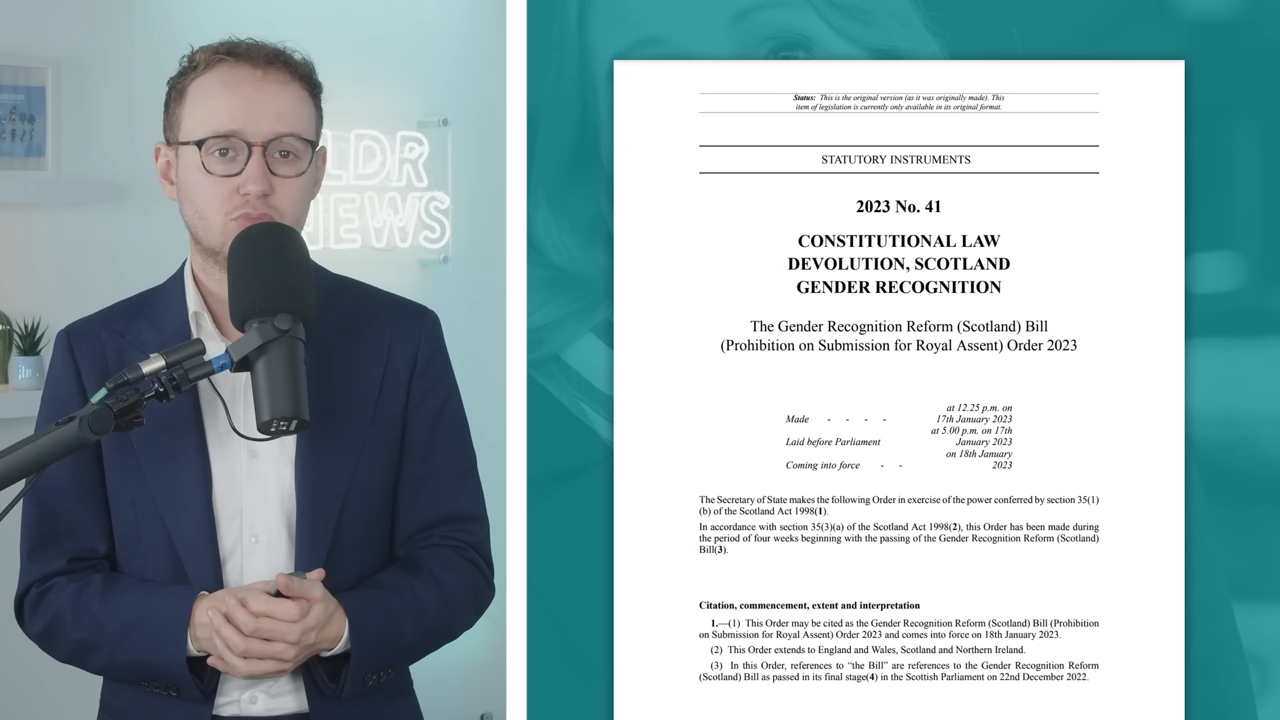 LDR
NEWS
Status: This is the original version (as it was originally made). This
item of legislation is currently only available in its original format.
STATUTORY INSTRUMENTS
2023 No. 41
CONSTITUTIONAL LAW
DEVOLUTION, SCOTLAND
GENDER RECOGNITION
The Gender Recognition Reform (Scotland) Bill
(Prohibition on Submission for Royal Assent) Order 2023
at 12.25 p.m. on
Made - - - - 17th January 2023
at 5.00 p.m. on 17th
Laid before Parliament January 2023
on 18th January
Coming into force - - 2023
The Secretary of State makes the following Order in exercise of the power conferred by section 35(1)
(b) of the Scotland Act 1998(1).
In accordance with section 35(3)(a) of the Scotland Act 1998(2), this Order has been made during
the period of four weeks beginning with the passing of the Gender Recognition Reform (Scotland)
Bill(3).
Citation, commencement, extent and interpretation
1.—(1) This Order may be cited as the Gender Recognition Reform (Scotland) Bill (Prohibition
on Submission for Royal Assent) Order 2023 and comes into force on 18th January 2023.
(2) This Order extends to England and Wales, Scotland and Northern Ireland.
(3) In this Order, references to “the Bill” are references to the Gender Recognition Reform
(Scotland) Bill as passed in its final stage(4) in the Scottish Parliament on 22nd December 2022.